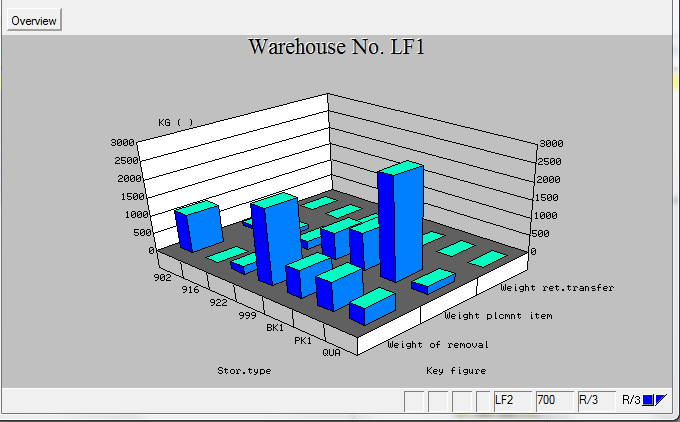 Overview
Warehouse No. LF1
KG ( )
3000
2500
2000
1500
1000
500
0
3000
2500
2000
1500
1000
500
0
902
916
922
999
BK1
PK1
QUA
Weight ret.transfer
Weight plcmnt item
Weight of removal
Stor.type
Key figure
LF2 700 R/3 R/3